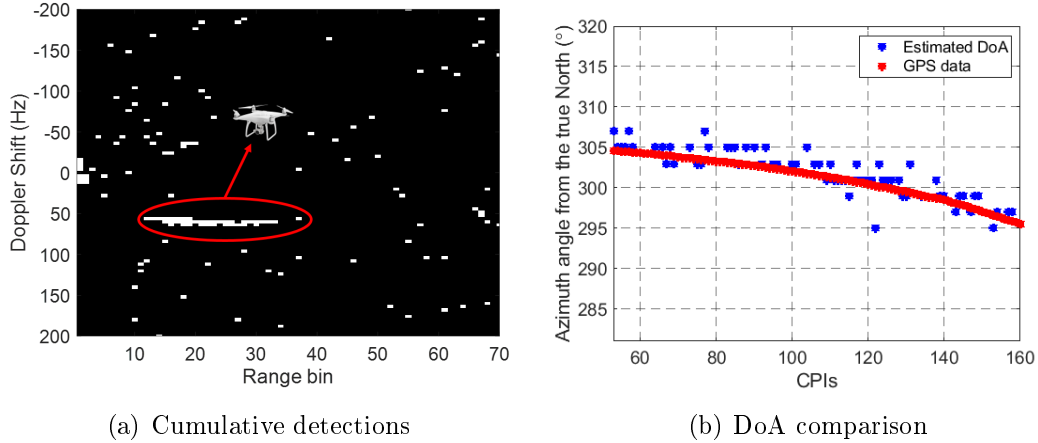 -200
-150
-100
-50
0
50
100
150
200
Doppler Shift (Hz)
10 20 30 40 50 60 70
Range bin
(a) Cumulative detections
320
315
310
305
300
295
290
285
Azimuth angle from the true North (°)
Estimated DoA
GPS data
60 80 100 120 140 160
CPIs
(b) DoA comparison